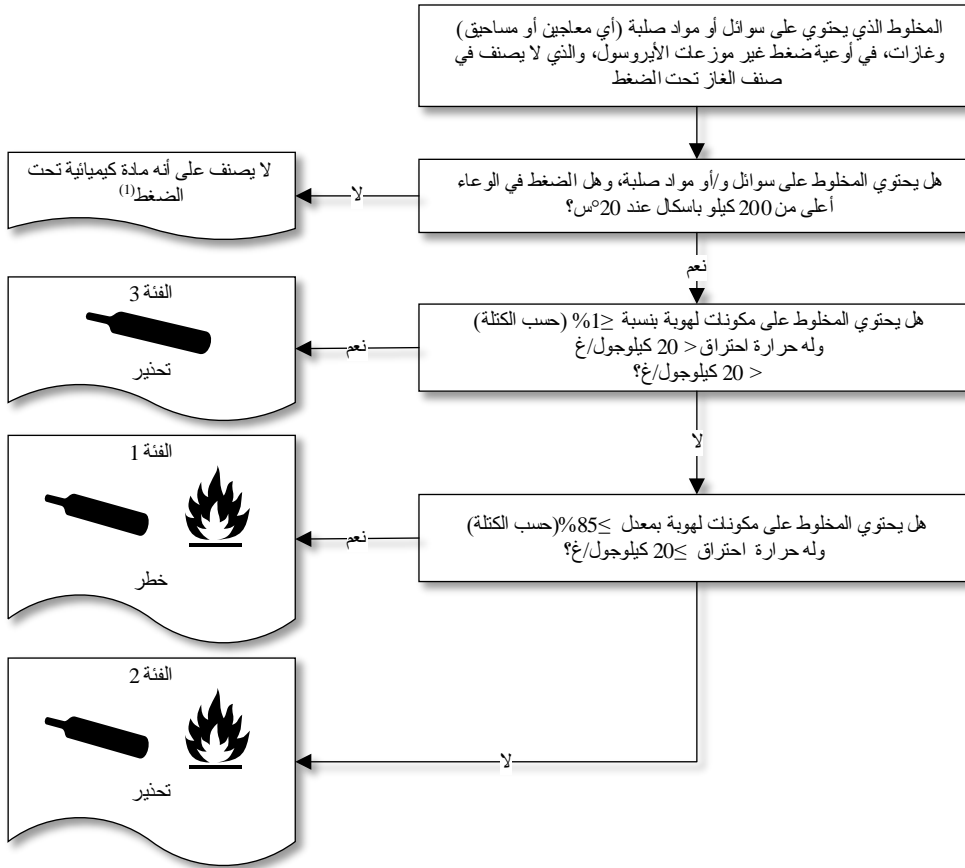 المخلوط الذي يحتوي على سوائل أو مواد صلبة (أي معاجين أو مساحيق)
وغازات، في أوعية ضغط غير موزعات الأيروسول، والذي لا يصنف في
صنف الغاز تحت الضغط
هل يحتوي المخلوط على سوائل و/أو مواد صلبة، وهل الضغط في الوعاء
أعلى من 200 كيلو باسكال عند 20°س؟
لا
لا يصنف على أنه مادة كيميائية تحت
الضغط(1)
نعم
هل يحتوي المخلوط على مكونات لهوبة بنسبة ≥1% (حسب الكتلة)
وله حرارة احتراق < 20 كيلوجول/غ
< 20 كيلوجول/غ؟
نعم
الفئة 3
تحذير
لا
هل يحتوي المخلوط على مكونات لهوبة بمعدل ≤85%(حسب الكتلة)
وله حرارة احتراق ≤20 كيلوجول/غ؟
نعم
الفئة 1
خطر
لا
الفئة 2
تحذير